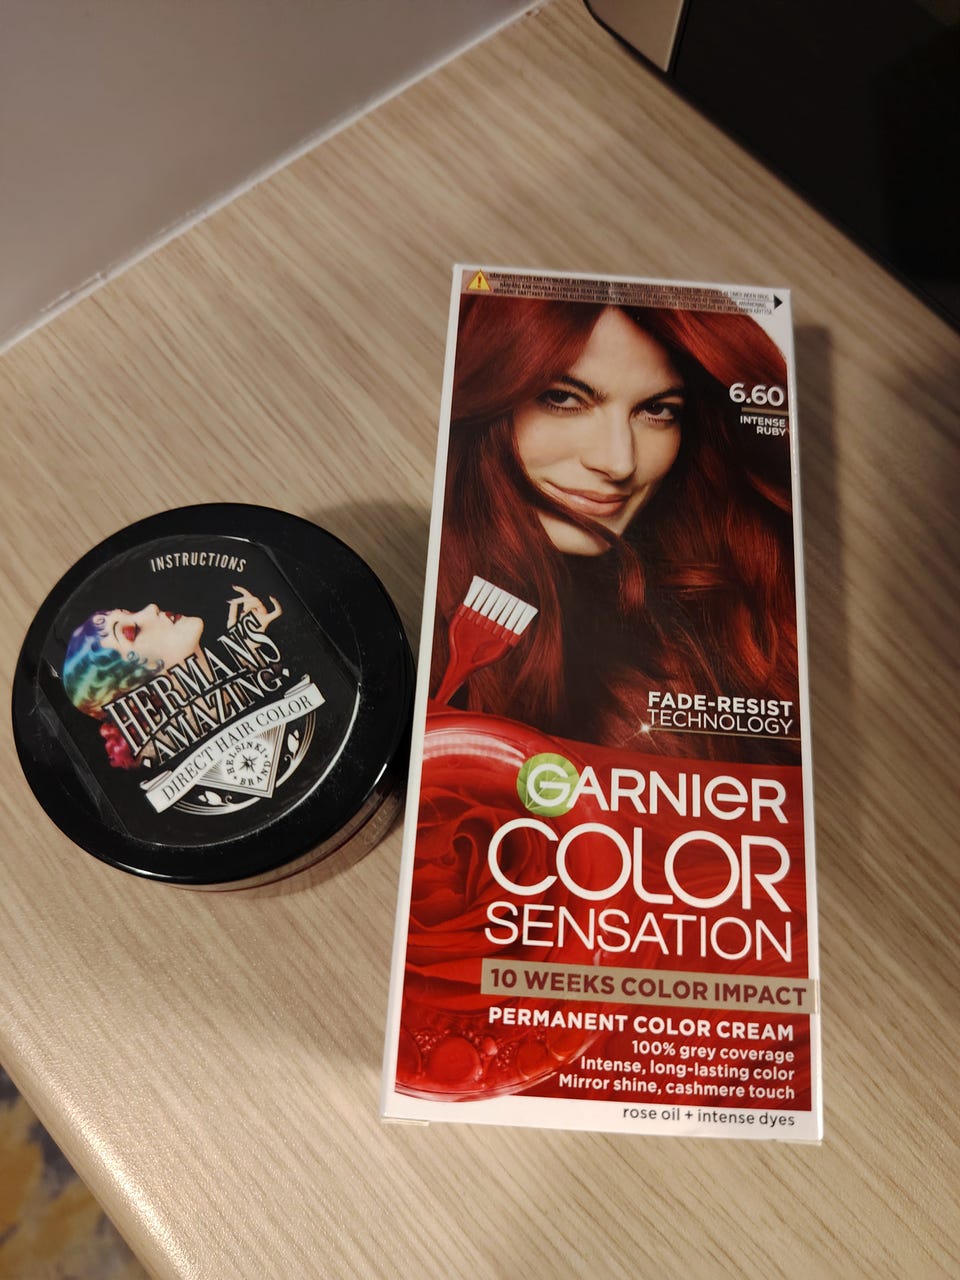 INSTRUCTIONS
HERMAN'S
AMAZING
DIRECT HAIR COLOR
HELSINKI
BRAND
6.60
INTENSE
RUBY
FADE-RESIST
TECHNOLOGY
GARNIER
COLOR
SENSATION
10 WEEKS COLOR IMPACT
PERMANENT COLOR CREAM
100% grey coverage
Intense, long-lasting color
Mirror shine, cashmere touch
rose oil + intense dyes